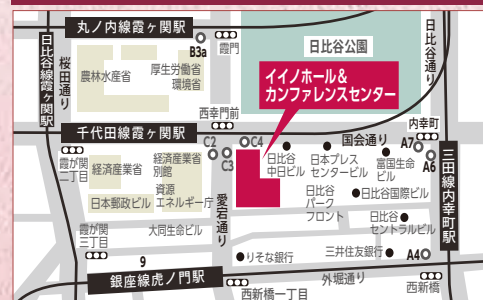 丸ノ内線霞ヶ関駅
日比谷線霞ヶ関駅
桜田通り
B3a
霞門
日比谷公園
日比谷通り
農林水産省
厚生労働省
環境省
イイノホール&
カンファレンスセンター
西幸門前
内幸町
千代田線霞ヶ関駅
C2
C3
C4
国会通り
A7
A6
霞が関
二丁目
経済産業省
経済産業省
別館
資源
エネルギー庁
日本郵政ビル
愛宕通り
日比谷
中日ビル
日本プレス
センタービル
富国生命
ビル
日比谷
パーク
フロント
日比谷国際ビル
日比谷
セントラルビル
三田線内幸町駅
霞が関
三丁目
大同生命ビル
9
りそな銀行
三井住友銀行
A4
銀座線虎ノ門駅
外堀通り
西新橋一丁目
西新橋